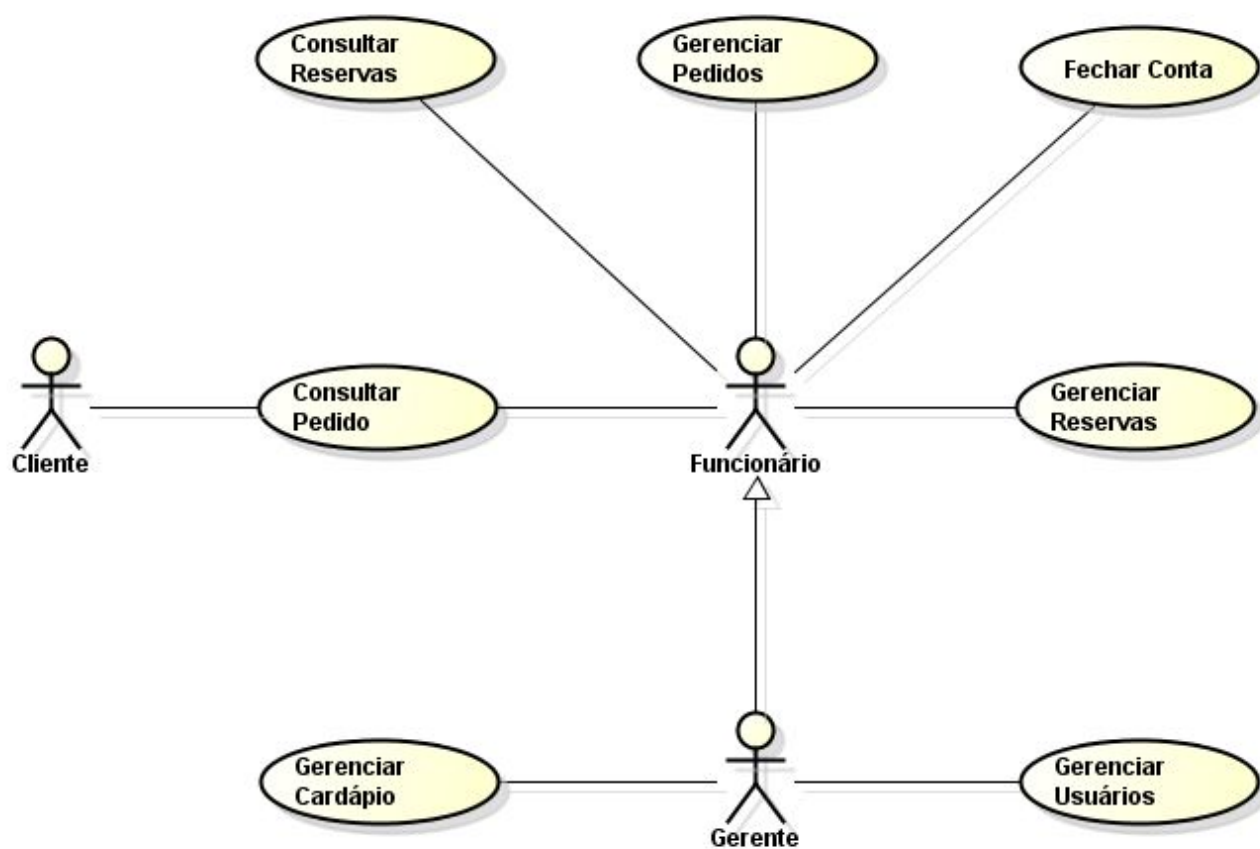 Consultar
Reservas
Gerenciar
Pedidos
Fechar Conta
Cliente
Consultar
Pedido
Funcionário
Gerenciar
Reservas
Gerenciar
Cardápio
Gerente
Gerenciar
Usuários